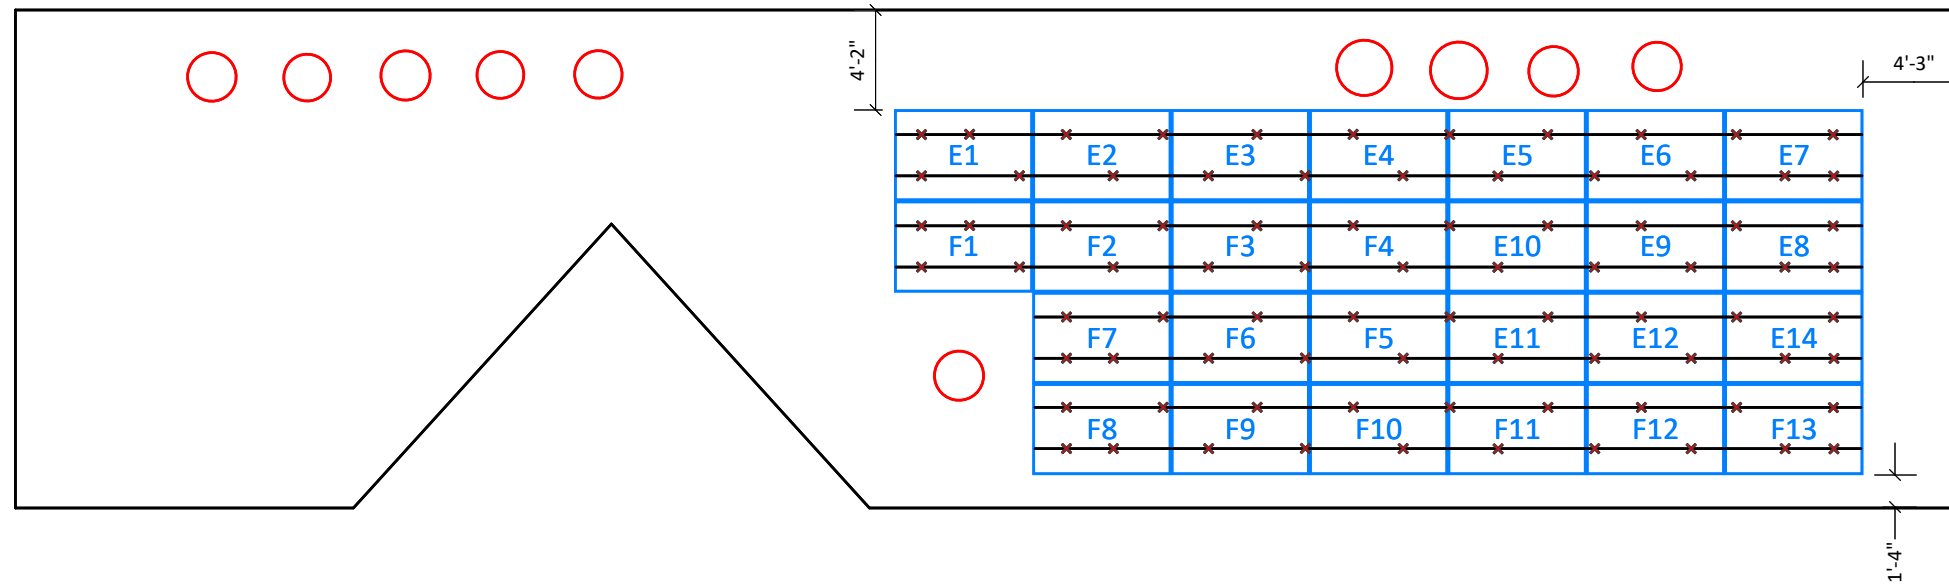 4'-2"
4'-3"
E1 E2 E3 E4 E5 E6 E7
F1 F2 F3 F4 E10 E9 E8
F7 F6 F5 E11 E12 E14
F8 F9 F10 F11 F12 F13
1'-4"